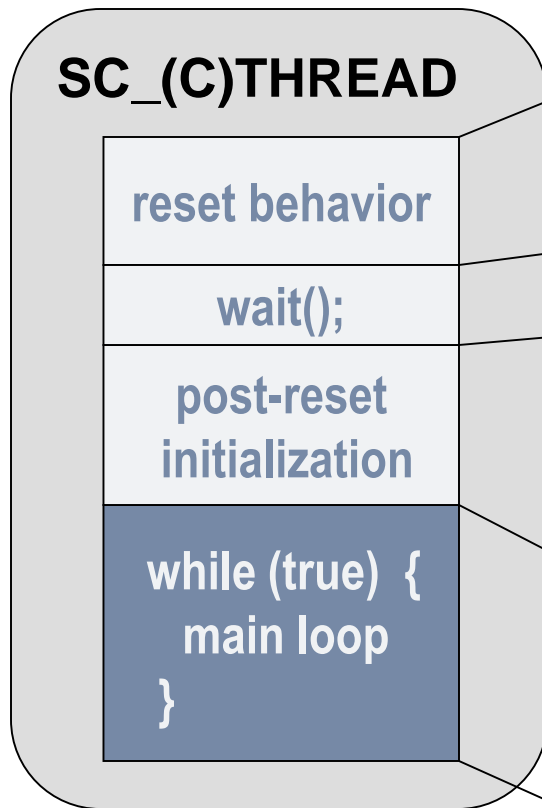 SC_(C)THREAD
reset behavior
wait();
post-reset
initialization
while (true) {
main loop
}